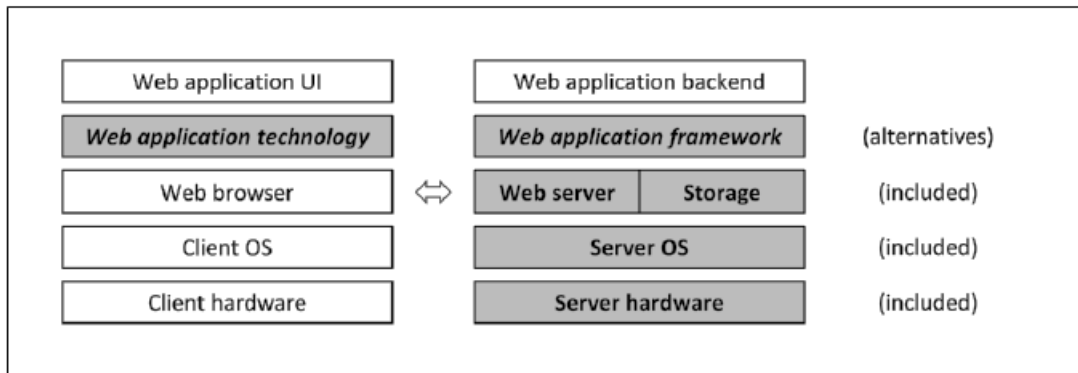 Web application UI Web application backend
Web application technology Web application framework (alternatives)
Web browser Web server Storage (included)
Client OS Server OS (included)
Client hardware Server hardware (included)